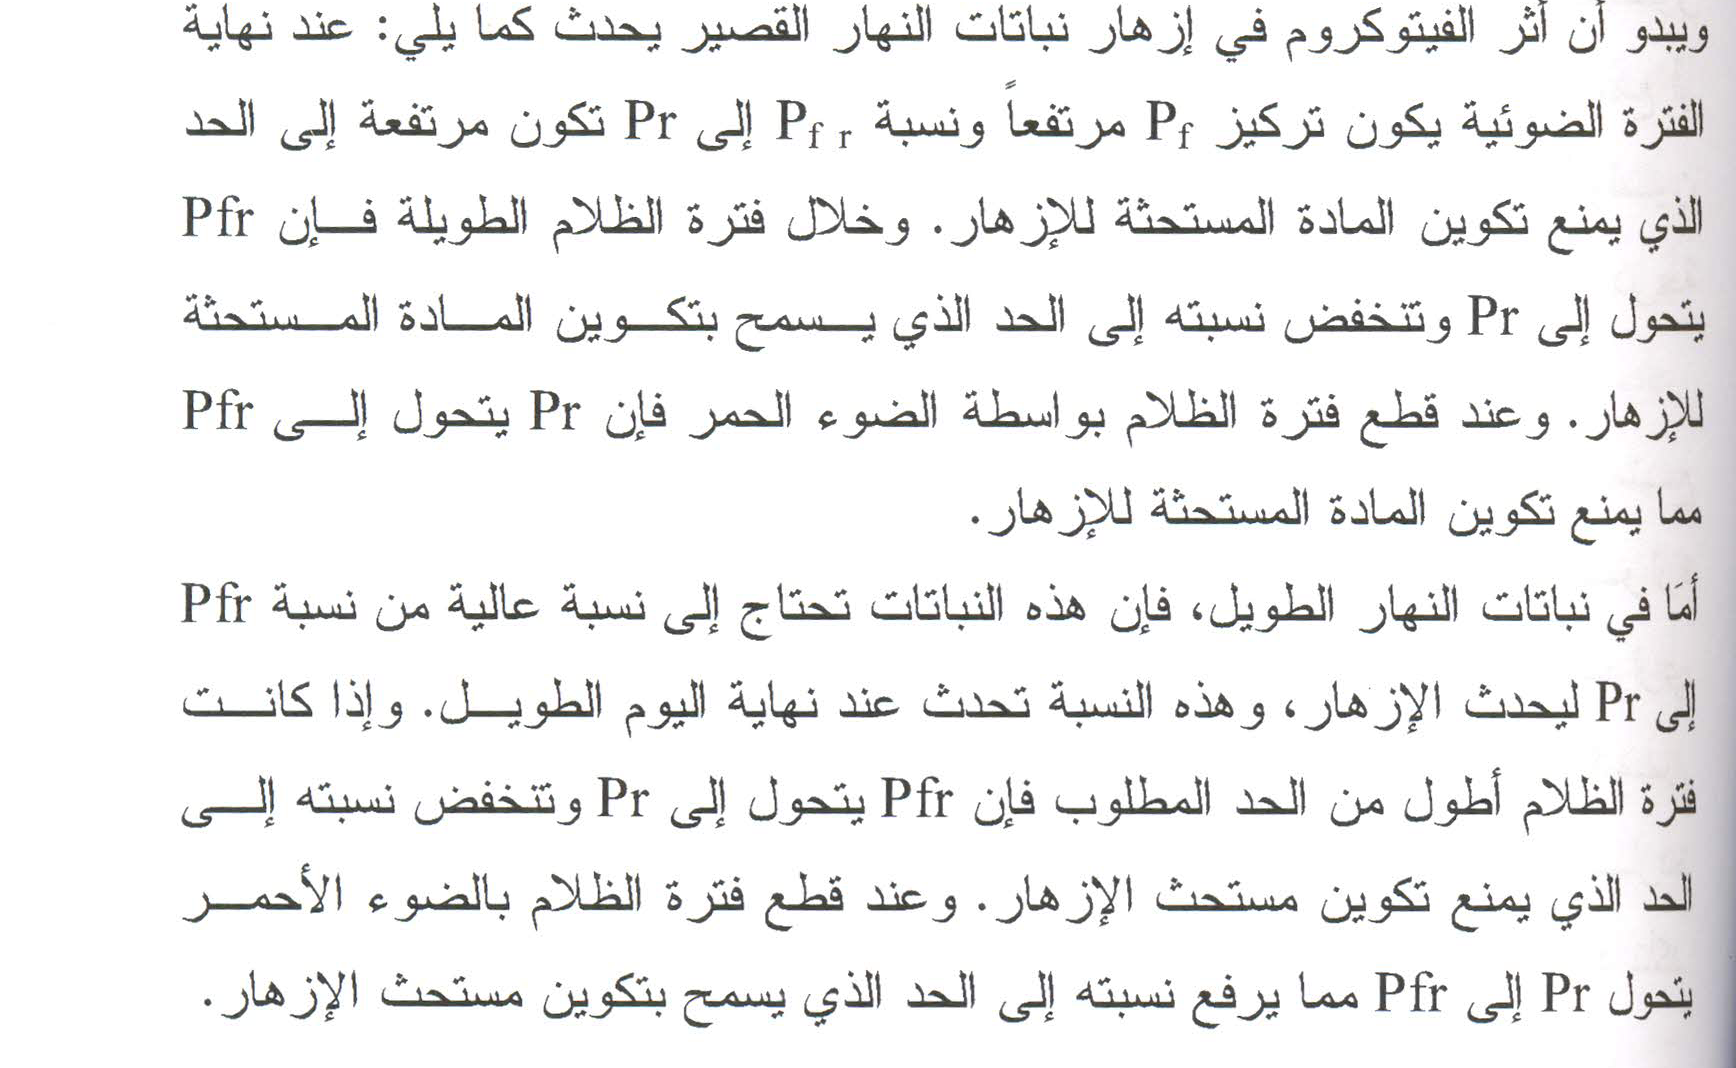 ويبدو أن أثر الفيتوكروم في إزهار نباتات النهار القصير يحدث كما يلي: عند نهاية
الفترة الضوئية يكون تركيز Pf مرتفعاً ونسبة Pf r إلى Pr تكون مرتفعة إلى الحد
الذي يمنع تكوين المادة المستحثة للإزهار. وخلال فترة الظلام الطويلة فإن Pfr
يتحول إلى Pr وتتخفض نسبته إلى الحد الذي يسمح بتكوين المادة المستحثة
للإزهار. وعند قطع فترة الظلام بواسطة الضوء الحمر فإن Pr يتحول إلى Pfr
مما يمنع تكوين المادة المستحثة للإزهار.
أمَا في نباتات النهار الطويل، فإن هذه النباتات تحتاج إلى نسبة عالية من نسبة Pfr
إلى Pr ليحدث الإزهار، وهذه النسبة تحدث عند نهاية اليوم الطويل. وإذا كانت
فترة الظلام أطول من الحد المطلوب فإن Pfr يتحول إلى Pr وتتخفض نسبته إلى
الحد الذي يمنع تكوين مستحث الإزهار. وعند قطع فترة الظلام بالضوء الأحمر
يتحول Pr إلى Pfr مما يرفع نسبته إلى الحد الذي يسمح بتكوين مستحث الإزهار.